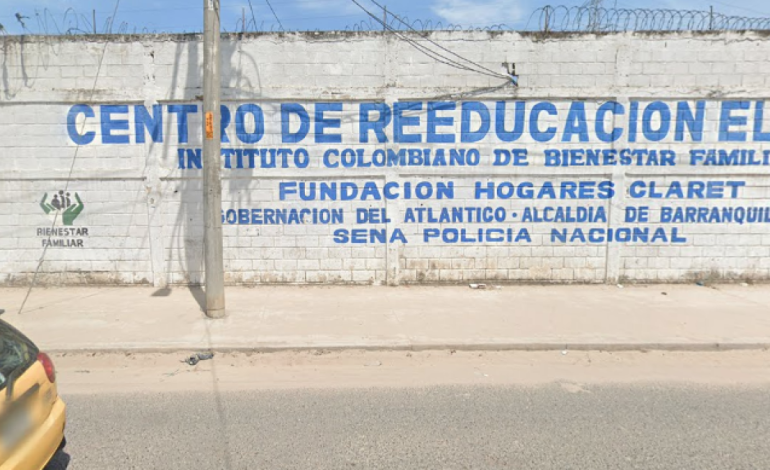 CENTRO DE REEDUCACION EL
INSTITUTO COLOMBIANO DE BIENESTAR FAMILI
FUNDACION HOGARES CLARET
GOBERNACION DEL ATLANTICO · ALCALDIA DE BARRANQUIL
SENA POLICIA NACIONAL
BIENESTAR
FAMILIAR